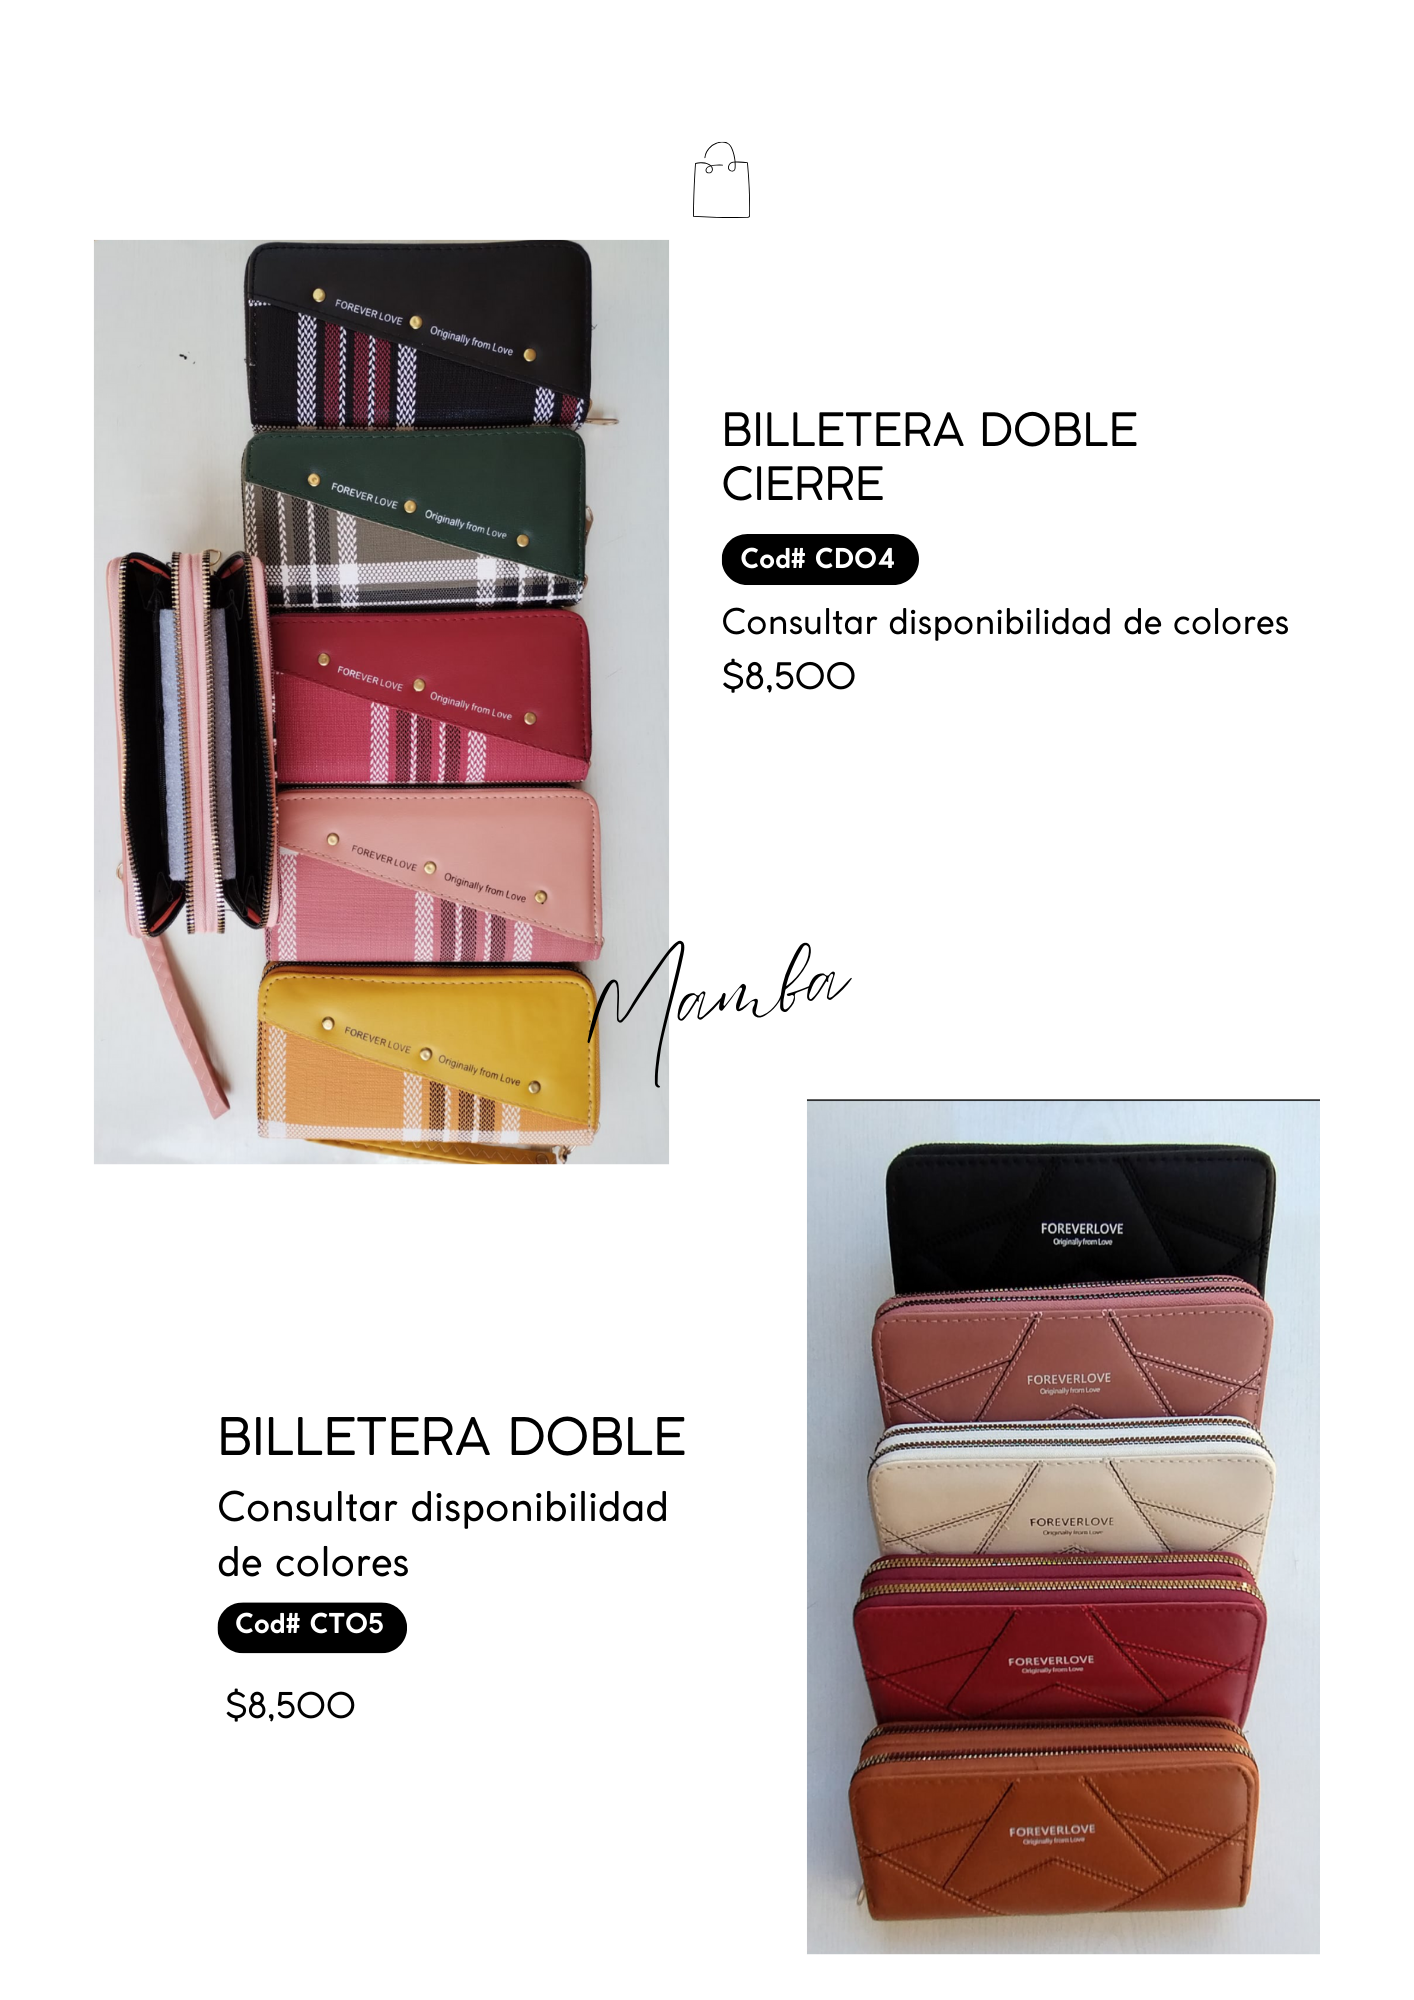 FOREVER LOVE Originally from Love
FOREVER LOVE Originally from Love
FOREVER LOVE Originally from Love
FOREVER LOVE Originally from Love
FOREVER LOVE Originally from Love
BILLETERA DOBLE
CIERRE
Cod# CD04
Consultar disponibilidad de colores
$8,500
Mamba
BILLETERA DOBLE
Consultar disponibilidad
de colores
Cod# CT05
$8,500
FOREVERLOVE
Originally from Love
FOREVERLOVE
Originally from Love
FOREVERLOVE
Originally from Love
FOREVERLOVE
Originally from Love
FOREVERLOVE
Originally from Love